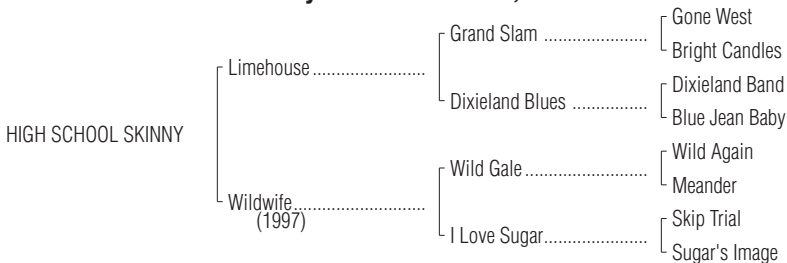 Gone West
Grand Slam ....................
Bright Candles
Limehouse ........................
Dixieland Band
Dixieland Blues ................
Blue Jean Baby
HIGH SCHOOL SKINNY
Wild Again
Wild Gale ..........................
Meander
Wildwife............................
(1997)
Skip Trial
I Love Sugar......................
Sugar's Image